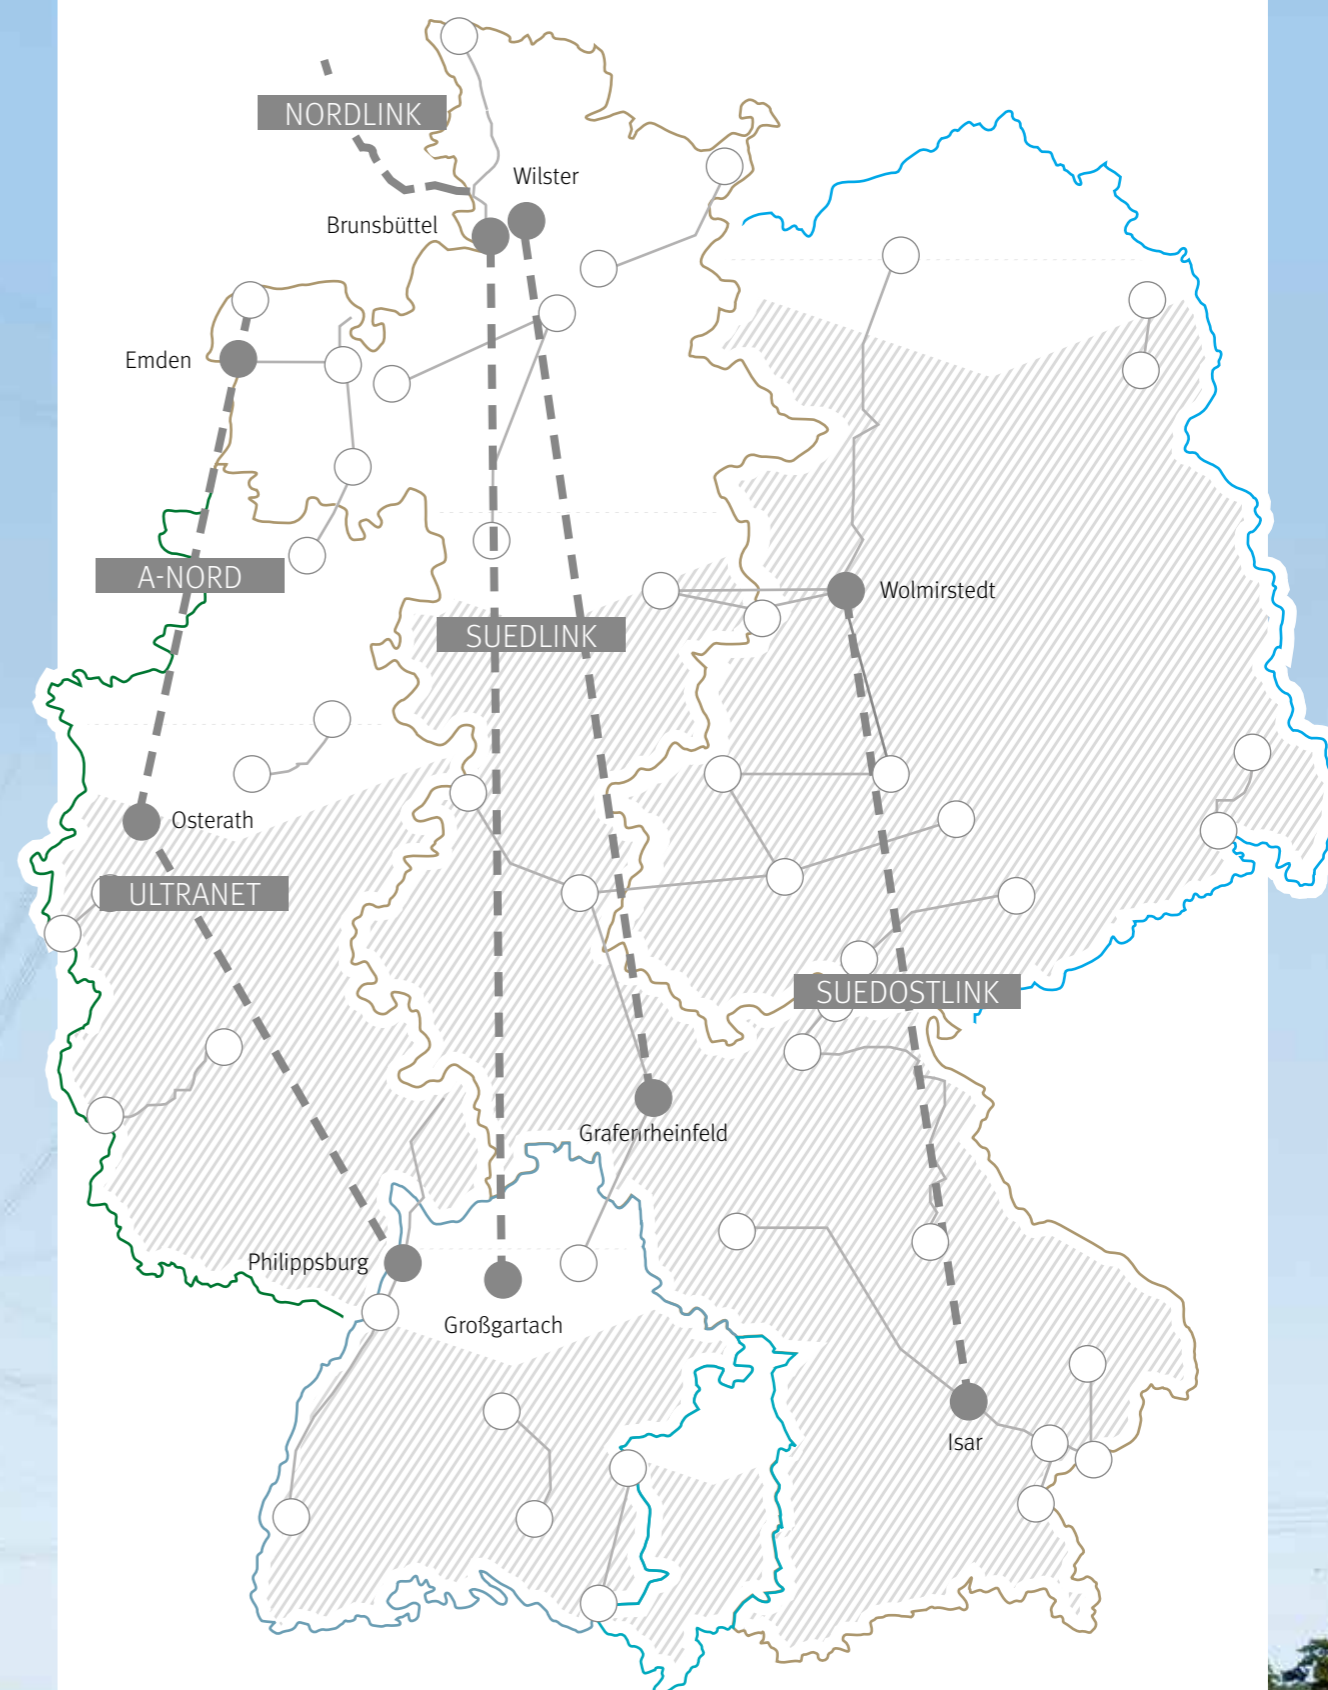 NORDLINK
Wilster
Brunsbüttel
Emden
A-NORD
Wolmirstedt
SUEDLINK
Osterath
ULTRANET
SUEDOSTLINK
Grafenrheinfeld
Philippsburg
Großgartach
Isar